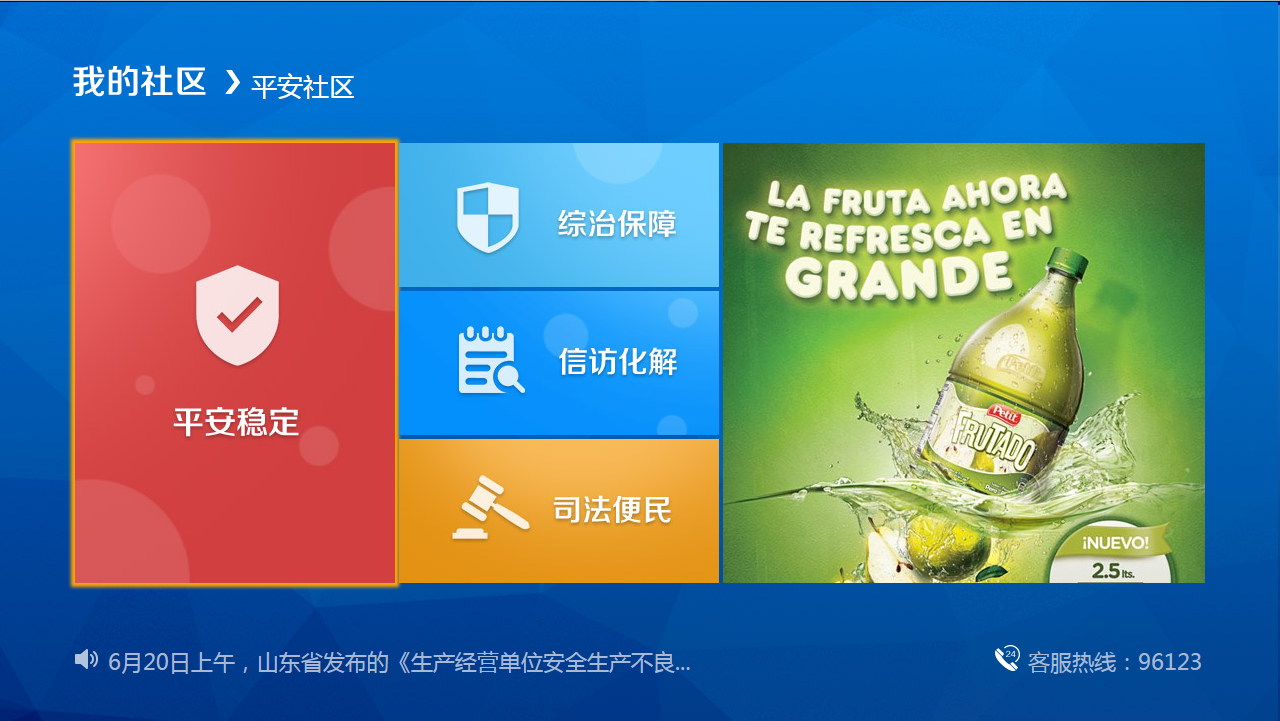 我的社区 ❯ 平安社区
平安稳定
综治保障
信访化解
司法便民
LA FRUTA AHORA
TE REFRESCA EN
GRANDE
Petit
FRUTADO
¡NUEVO!
2.5 lts.
6月20日上午，山东省发布的《生产经营单位安全生产不良...
24
客服热线：96123